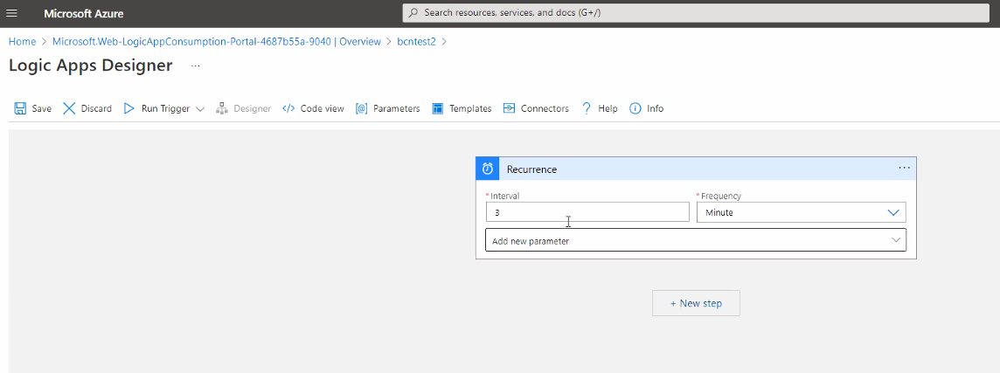 Microsoft Azure
Search resources, services, and docs (G+/)
Home > Microsoft.Web-LogicAppConsumption-Portal-4687b55a-9040 | Overview > bcntest2 >
Logic Apps Designer ...
Save Discard Run Trigger Designer </> Code view [@] Parameters Templates Connectors ? Help Info
Recurrence ...
* Interval * Frequency
3 Minute
Add new parameter
+ New step